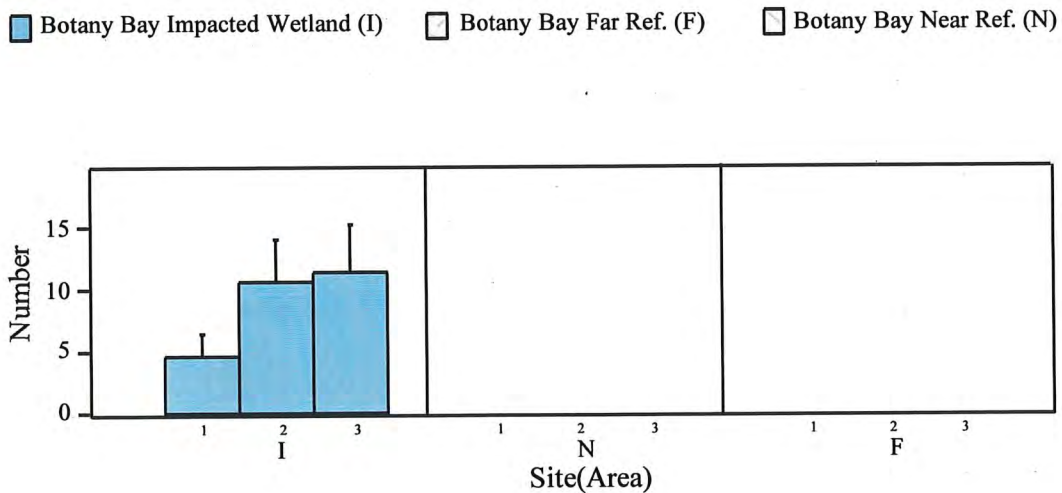 Botany Bay Impacted Wetland (I) Botany Bay Far Ref. (F) Botany Bay Near Ref. (N)
Number
15
10
5
0
1 2 3 1 2 3 1 2 3
I N F
Site(Area)